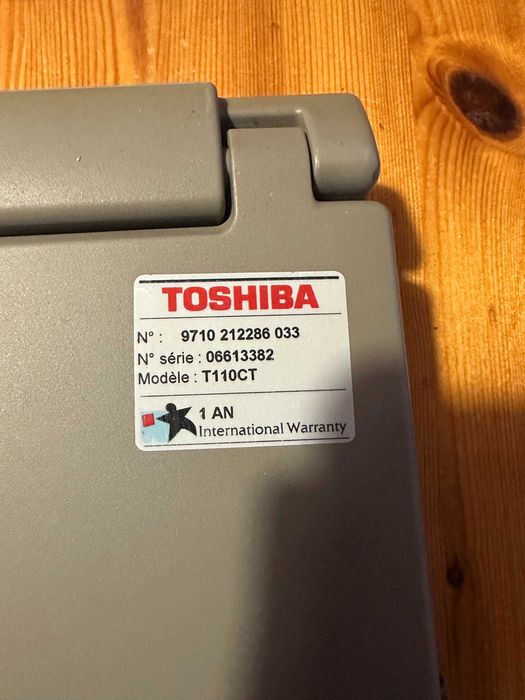 TOSHIBA
N° : 9710 212286 033
N° série : 06613382
Modèle : T110CT
1 AN
International Warranty